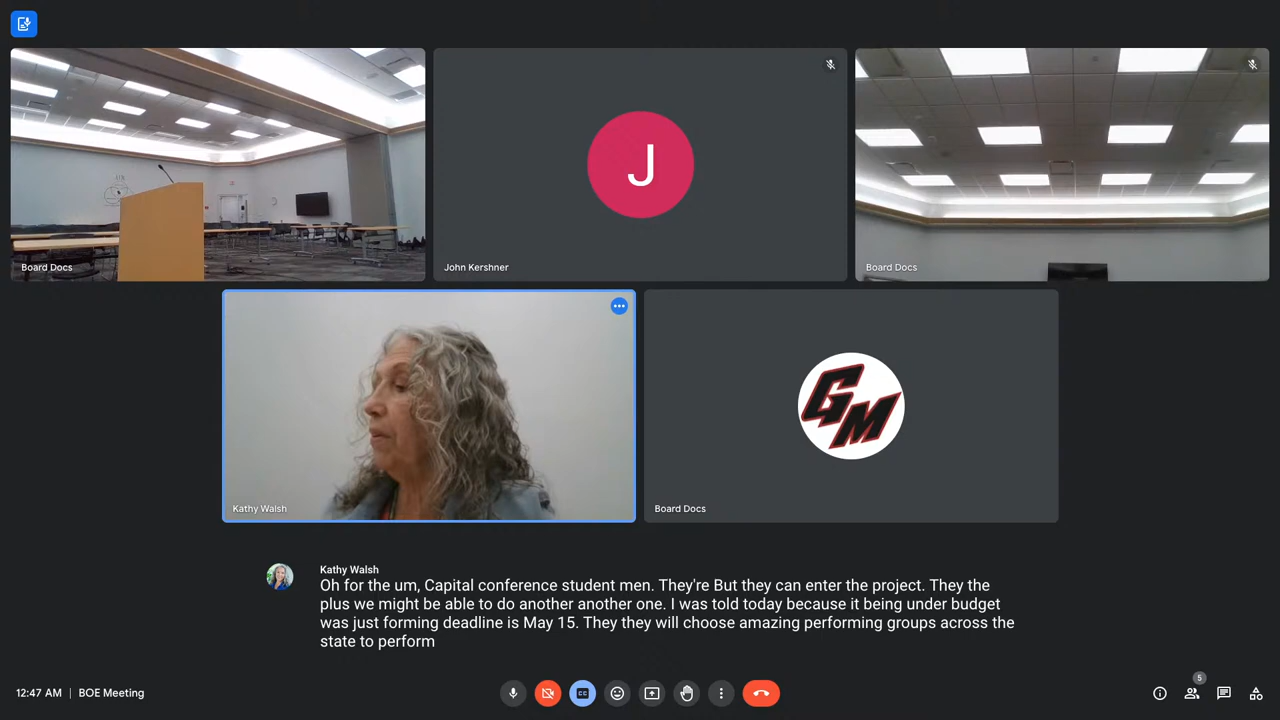 Board Docs
J
John Kershner
Board Docs
Kathy Walsh
GM
Board Docs
Kathy Walsh
Oh for the um, Capital conference student men. They're But they can enter the project. They the
plus we might be able to do another another one. I was told today because it being under budget
was just forming deadline is May 15. They they will choose amazing performing groups across the
state to perform
5
12:47 AM | BOE Meeting
CC